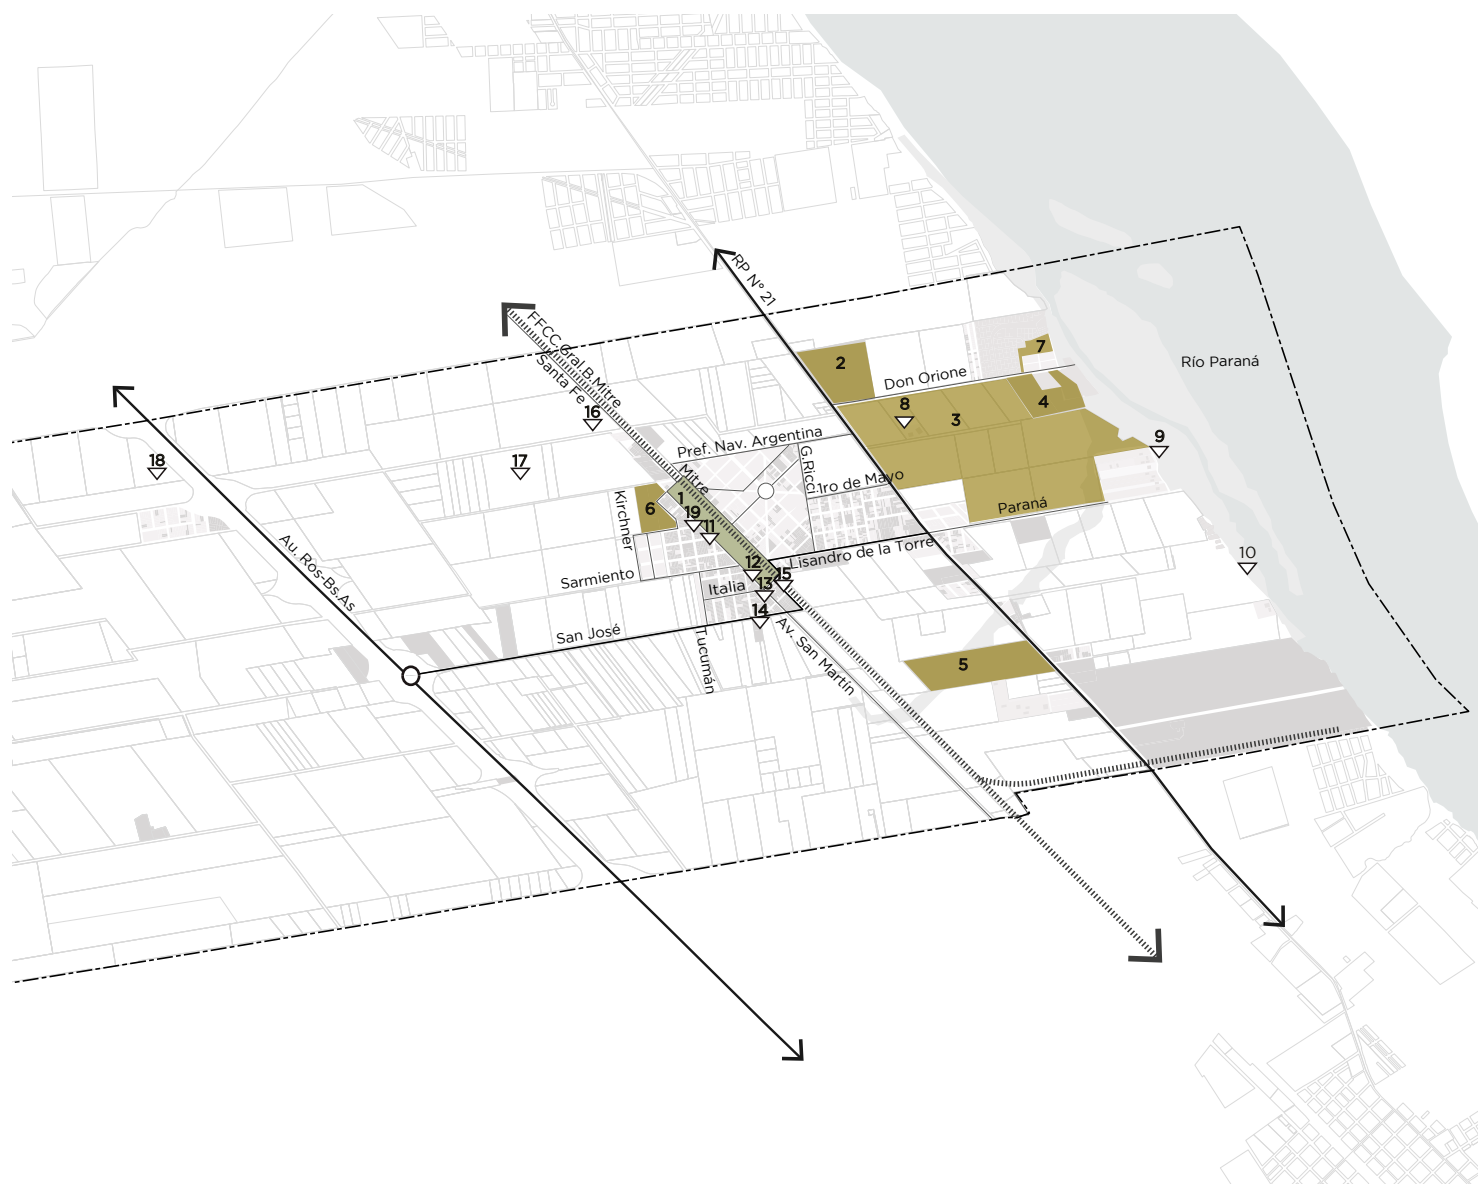 RP N° 21
FFCC.Gral.B.Mitre
Santa Fe
2
7
Río Paraná
Don Orione
16
8
3
4
Pref. Nav. Argentina
9
18
17
Mitre
G.Ricci
1ro de Mayo
1
6
Kirchner
19
11
Paraná
Au. Ros-Bs.As
Lisandro de la Torre
10
12
15
Sarmiento
Italia
13
14
San José
Tucumán
Av. San Martín
5